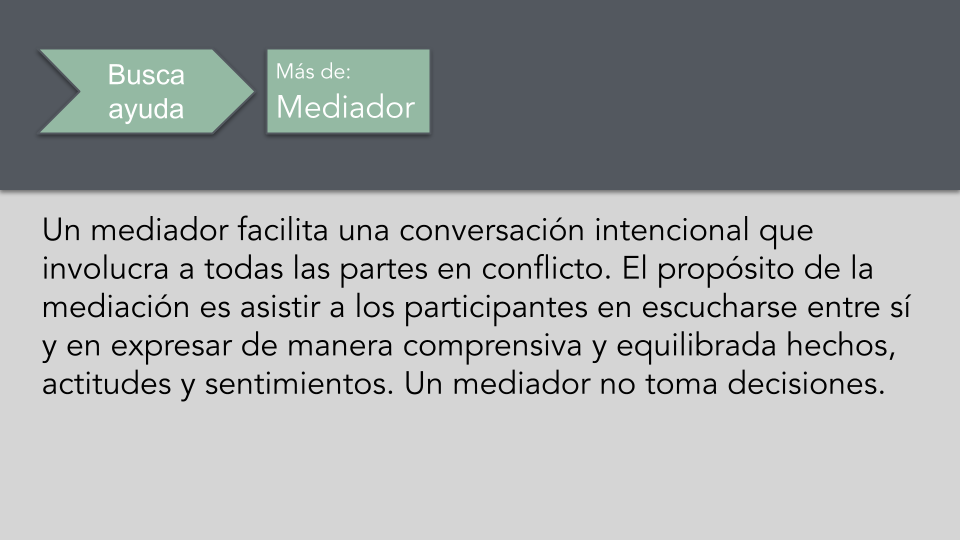 Busca
ayuda
Más de:
Mediador
Un mediador facilita una conversación intencional que
involucra a todas las partes en conflicto. El propósito de la
mediación es asistir a los participantes en escucharse entre sí
y en expresar de manera comprensiva y equilibrada hechos,
actitudes y sentimientos. Un mediador no toma decisiones.